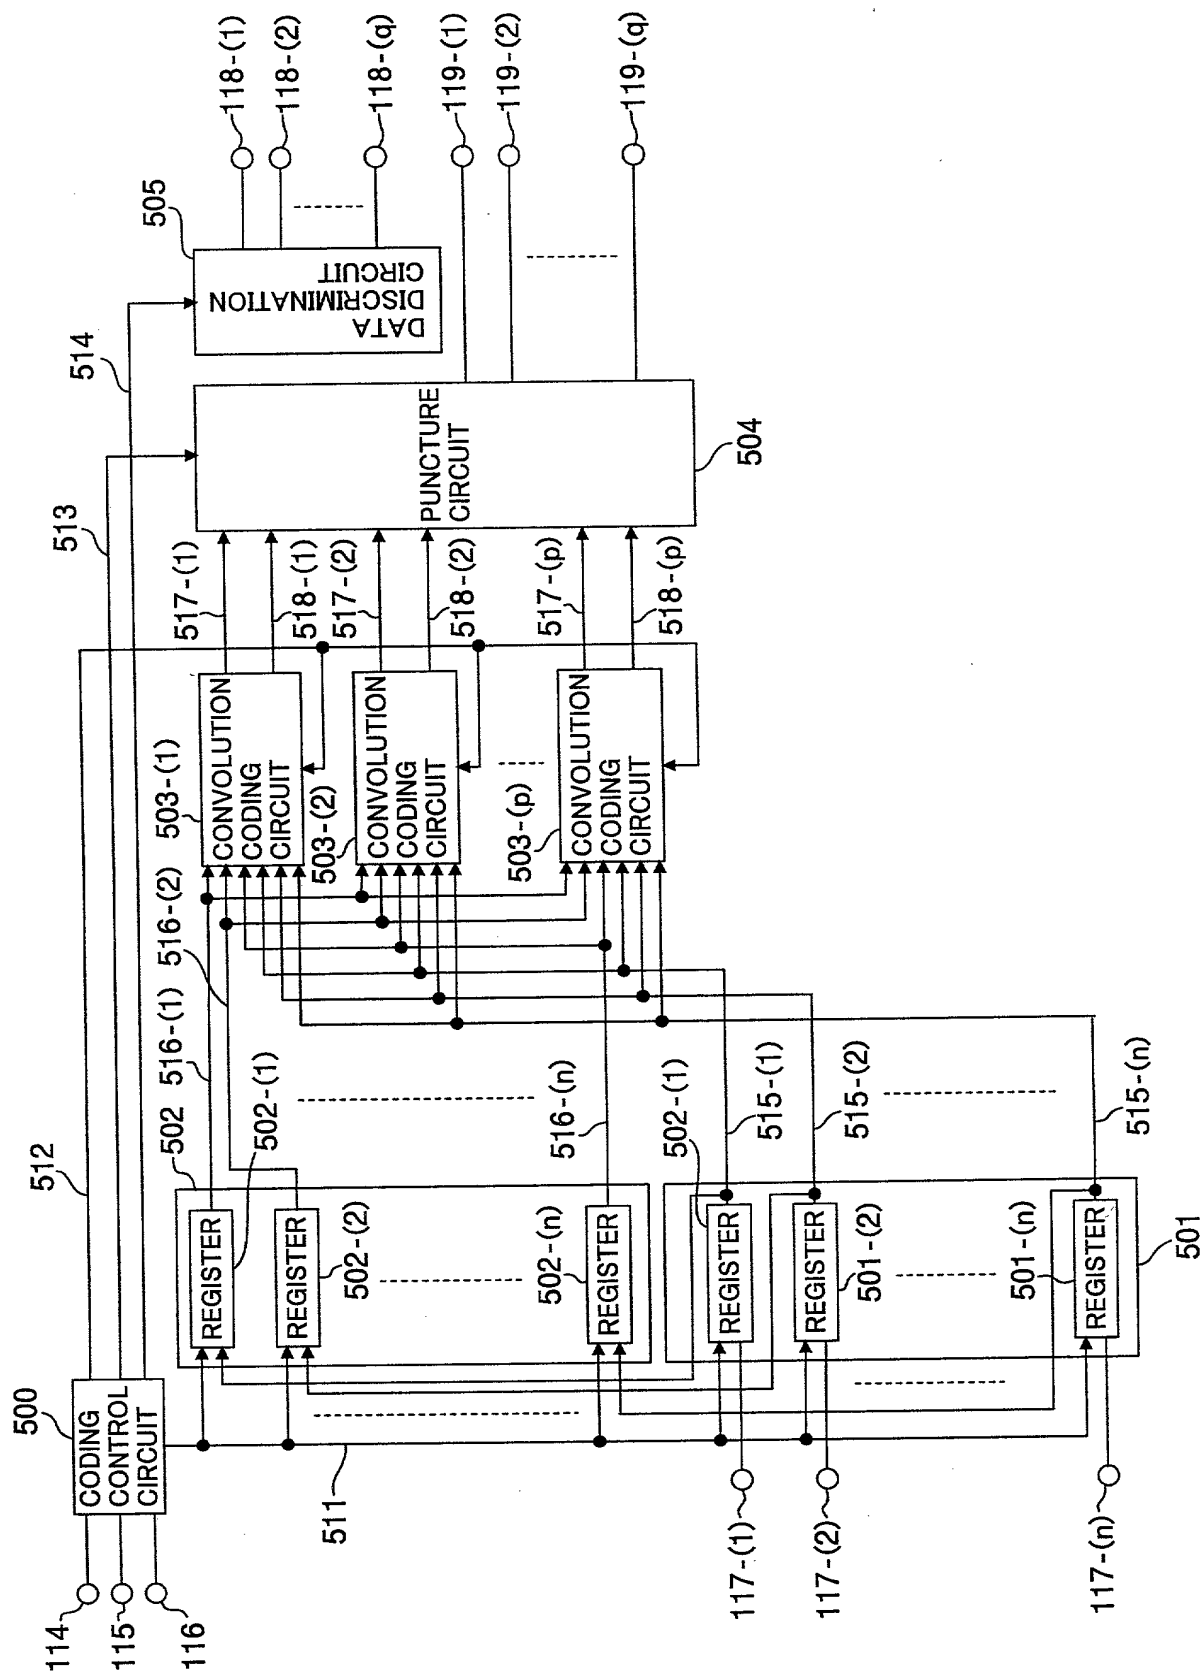 114
115
116
500
CODING
CONTROL
CIRCUIT
511
512
513
514
117-(1)
117-(2)
117-(n)
502
REGISTER
502-(1)
REGISTER
502-(2)
502-(n)
REGISTER
502-(1)
REGISTER
REGISTER
501-(2)
501-(n)
REGISTER
501
516-(1)
516-(2)
516-(n)
515-(1)
515-(2)
515-(n)
503-(1)
CONVOLUTION
CODING
CIRCUIT
503-(2)
CONVOLUTION
CODING
CIRCUIT
503-(p)
CONVOLUTION
CODING
CIRCUIT
517-(1)
518-(1)
517-(2)
518-(2)
517-(p)
518-(p)
PUNCTURE
CIRCUIT
504
505
DATA
DISCRIMINATION
CIRCUIT
118-(1)
118-(2)
118-(q)
119-(1)
119-(2)
119-(q)